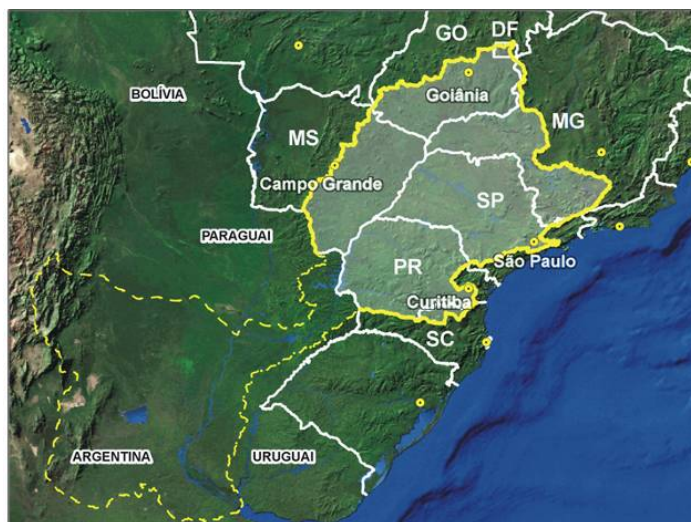 GO
DF
Goiânia
BOLÍVIA
MS
MG
Campo Grande
SP
PARAGUAI
São Paulo
PR
Curitiba
SC
ARGENTINA
URUGUAI